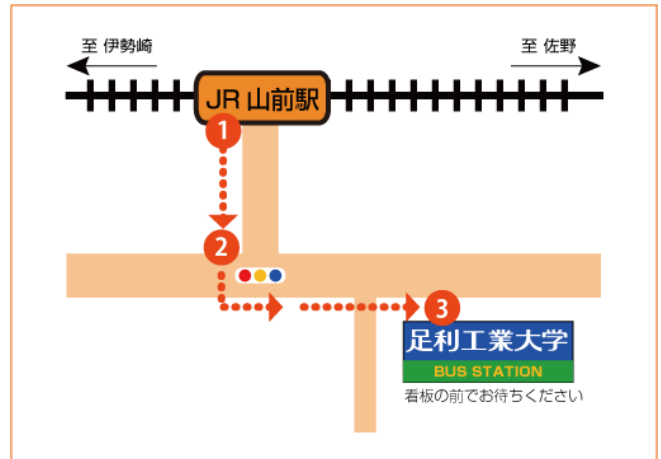 至 伊勢崎
至 佐野
JR 山前駅
1
2
3
足利工業大学
BUS STATION
看板の前でお待ちください